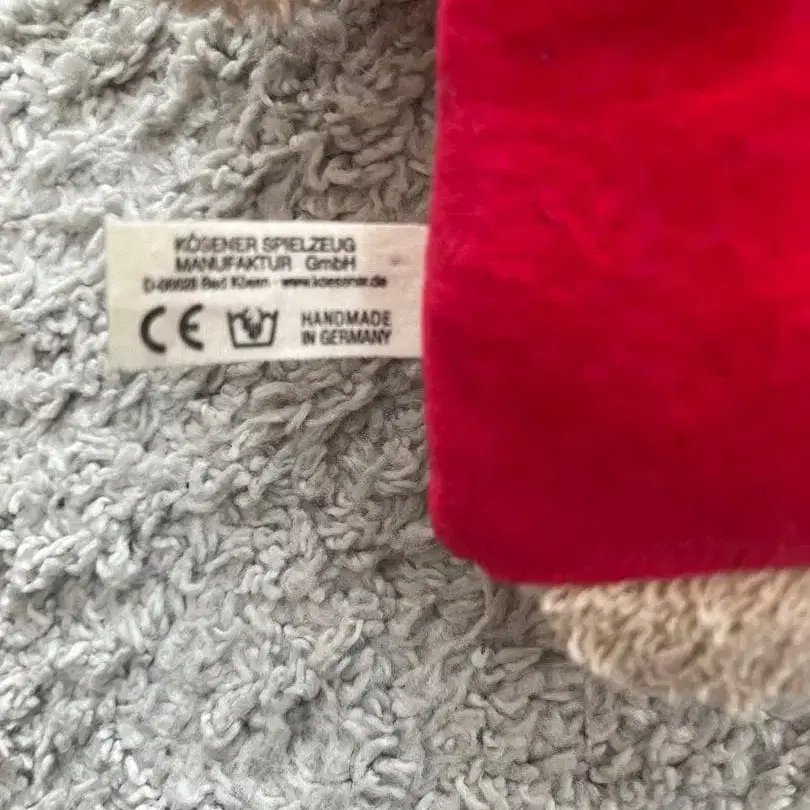 KÖSENER SPIELZEUG
MANUFAKTUR GmbH
Bad Kösen - www.koesener.de
CE
HANDMADE
IN GERMANY